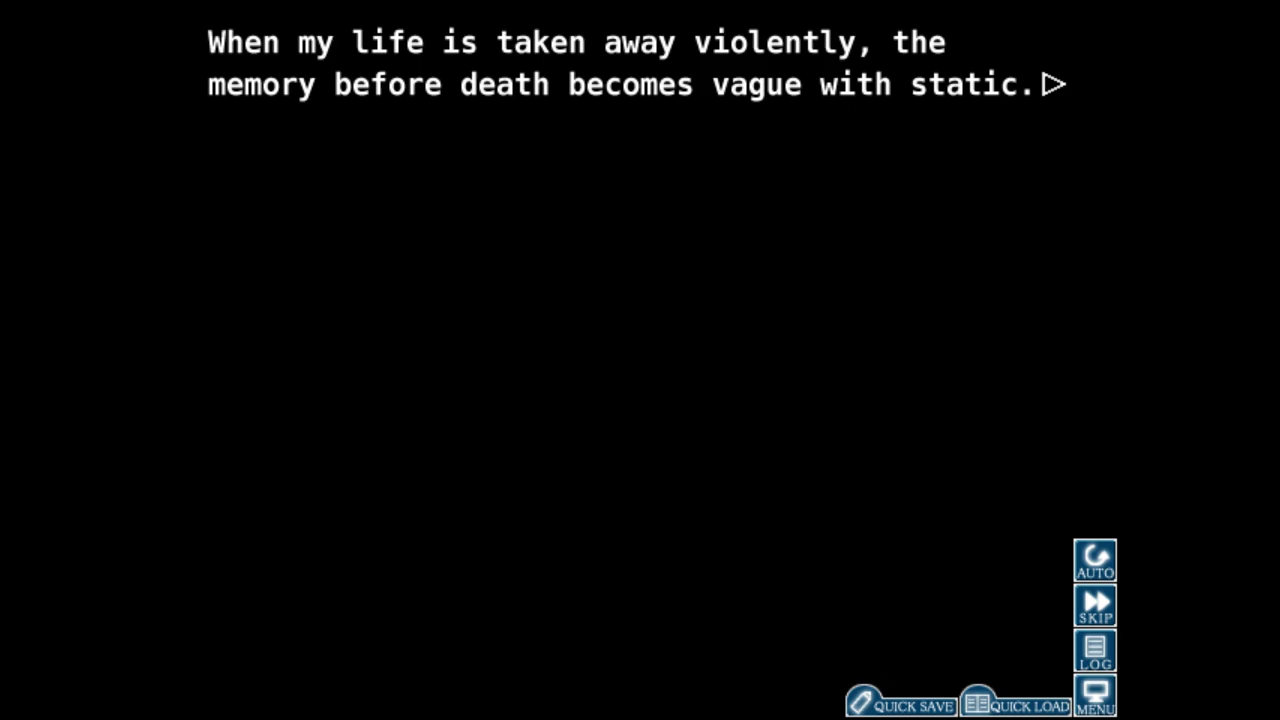 When my life is taken away violently, the
memory before death becomes vague with static.
AUTO
SKIP
LOG
QUICK SAVE
QUICK LOAD
MENU